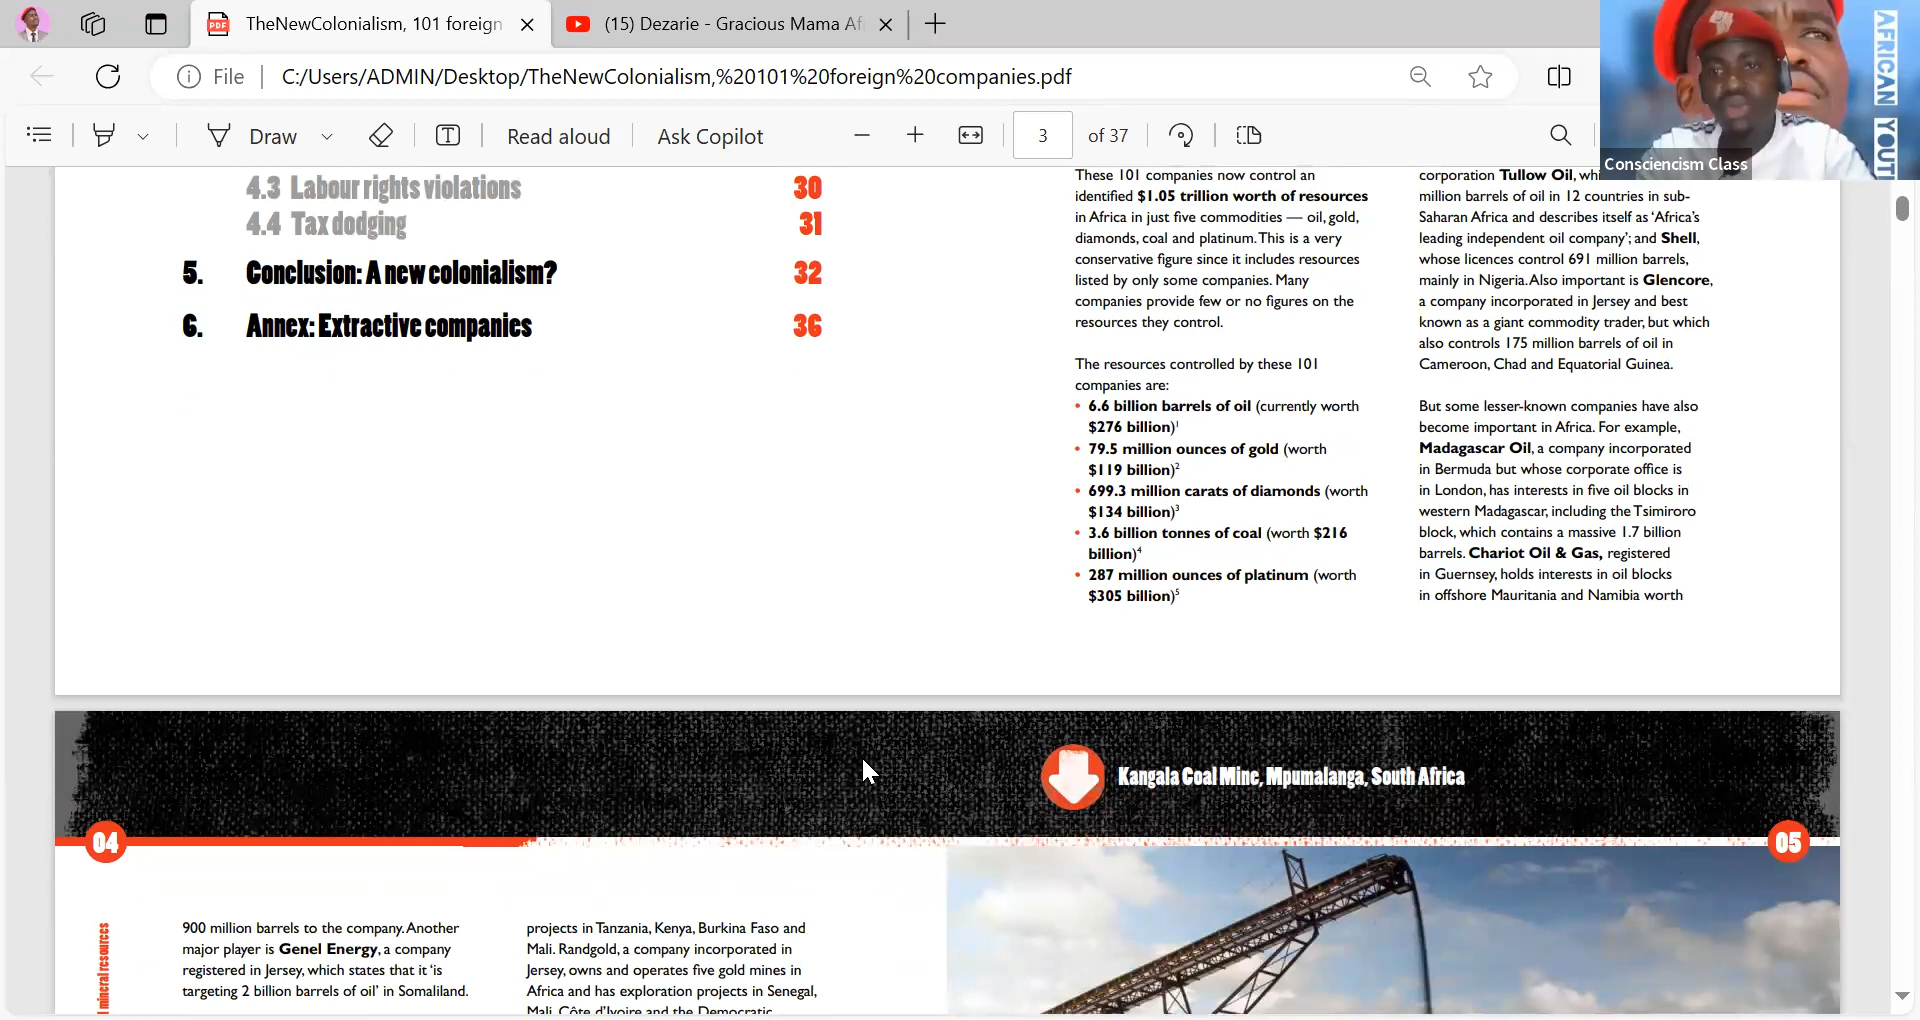 TheNewColonialism, 101 foreign
(15) Dezarie - Gracious Mama Af
File
C:/Users/ADMIN/Desktop/TheNewColonialism,%20101%20foreign%20companies.pdf
Draw
Read aloud
Ask Copilot
3
of 37
Consciencism Class
AFRICAN YOUT
4.3 Labour rights violations 30
4.4 Tax dodging 31
5. Conclusion: A new colonialism? 32
6. Annex: Extractive companies 36
These 101 companies now control an
identified $1.05 trillion worth of resources
in Africa in just five commodities — oil, gold,
diamonds, coal and platinum. This is a very
conservative figure since it includes resources
listed by only some companies. Many
companies provide few or no figures on the
resources they control.
The resources controlled by these 101
companies are:
• 6.6 billion barrels of oil (currently worth
$276 billion)1
• 79.5 million ounces of gold (worth
$119 billion)2
• 699.3 million carats of diamonds (worth
$134 billion)3
• 3.6 billion tonnes of coal (worth $216
billion)4
• 287 million ounces of platinum (worth
$305 billion)5
corporation Tullow Oil, whi
million barrels of oil in 12 countries in sub-
Saharan Africa and describes itself as ‘Africa’s
leading independent oil company’; and Shell,
whose licences control 691 million barrels,
mainly in Nigeria. Also important is Glencore,
a company incorporated in Jersey and best
known as a giant commodity trader, but which
also controls 175 million barrels of oil in
Cameroon, Chad and Equatorial Guinea.
But some lesser-known companies have also
become important in Africa. For example,
Madagascar Oil, a company incorporated
in Bermuda but whose corporate office is
in London, has interests in five oil blocks in
western Madagascar, including the Tsimiroro
block, which contains a massive 1.7 billion
barrels. Chariot Oil & Gas, registered
in Guernsey, holds interests in oil blocks
in offshore Mauritania and Namibia worth
Kangala Coal Mine, Mpumalanga, South Africa
04
05
mineral resources
900 million barrels to the company. Another
major player is Genel Energy, a company
registered in Jersey, which states that it ‘is
targeting 2 billion barrels of oil’ in Somaliland.
projects in Tanzania, Kenya, Burkina Faso and
Mali. Randgold, a company incorporated in
Jersey, owns and operates five gold mines in
Africa and has exploration projects in Senegal,
Mali, Côte d’Ivoire and the Democratic